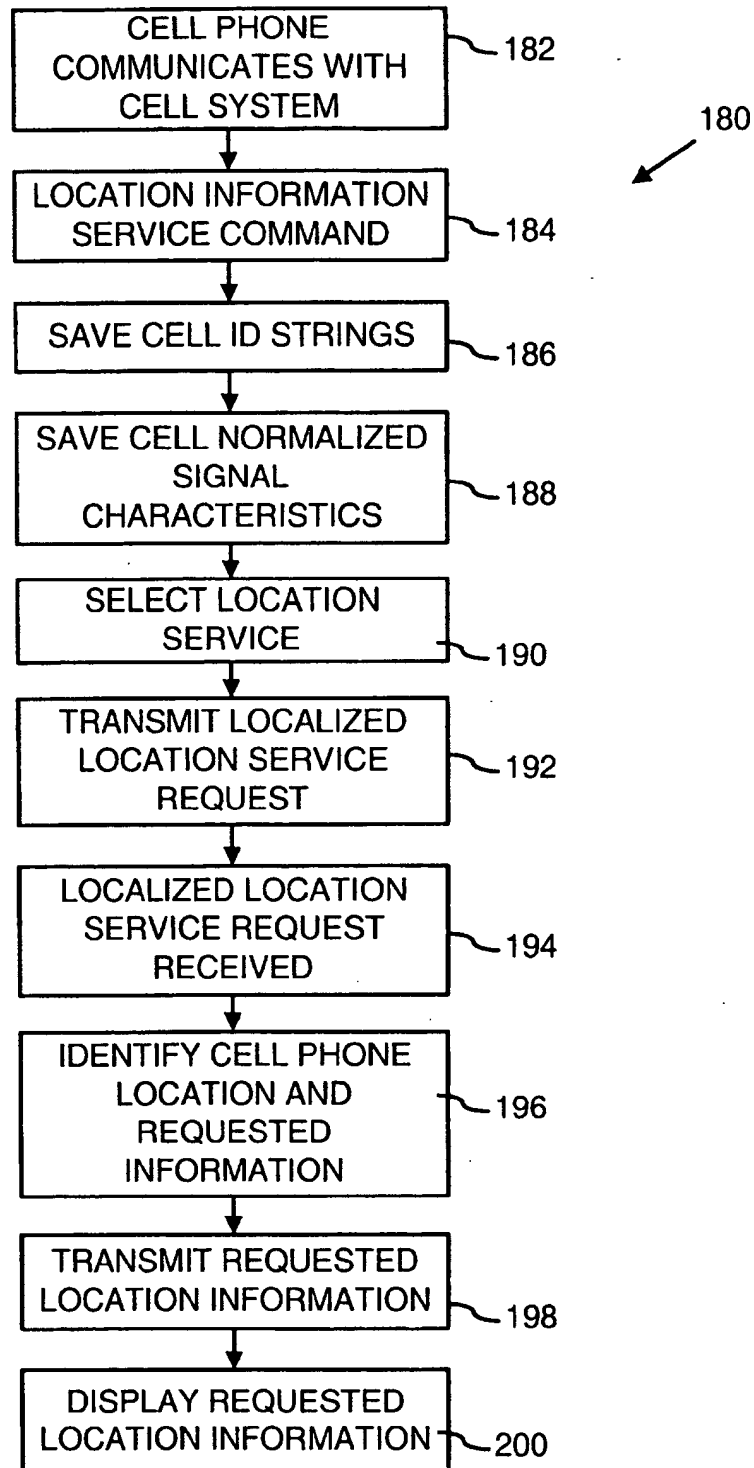 CELL PHONE
COMMUNICATES WITH
CELL SYSTEM
182
180
LOCATION INFORMATION
SERVICE COMMAND
184
SAVE CELL ID STRINGS
186
SAVE CELL NORMALIZED
SIGNAL
CHARACTERISTICS
188
SELECT LOCATION
SERVICE
190
TRANSMIT LOCALIZED
LOCATION SERVICE
REQUEST
192
LOCALIZED LOCATION
SERVICE REQUEST
RECEIVED
194
IDENTIFY CELL PHONE
LOCATION AND
REQUESTED
INFORMATION
196
TRANSMIT REQUESTED
LOCATION INFORMATION
198
DISPLAY REQUESTED
LOCATION INFORMATION
200